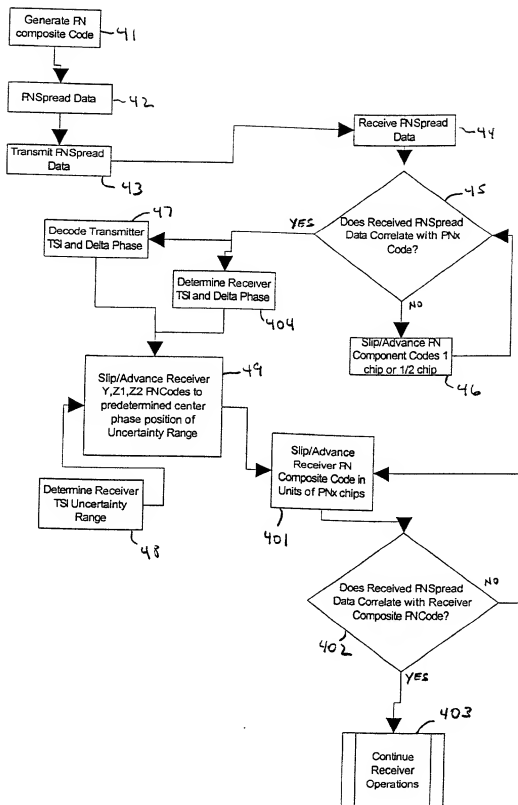 Generate PN
composite Code
41
PNSpread Data
42
Transmit PNSpread
Data
43
Receive PNSpread
Data
44
45
Does Received PNSpread
Data Correlate with PNx
Code?
YES
NO
Slip/Advance PN
Component Codes 1
chip or 1/2 chip
46
47
Decode Transmitter
TSI and Delta Phase
Determine Receiver
TSI and Delta Phase
404
49
Slip/Advance Receiver
Y,Z1,Z2 PNCodes to
predetermined center
phase position of
Uncertainty Range
Determine Receiver
TSI Uncertainty
Range
48
Slip/Advance
Receiver PN
Composite Code in
Units of PNx chips
401
Does Received PNSpread
Data Correlate with Receiver
Composite PNCode?
402
NO
YES
403
Continue
Receiver
Operations